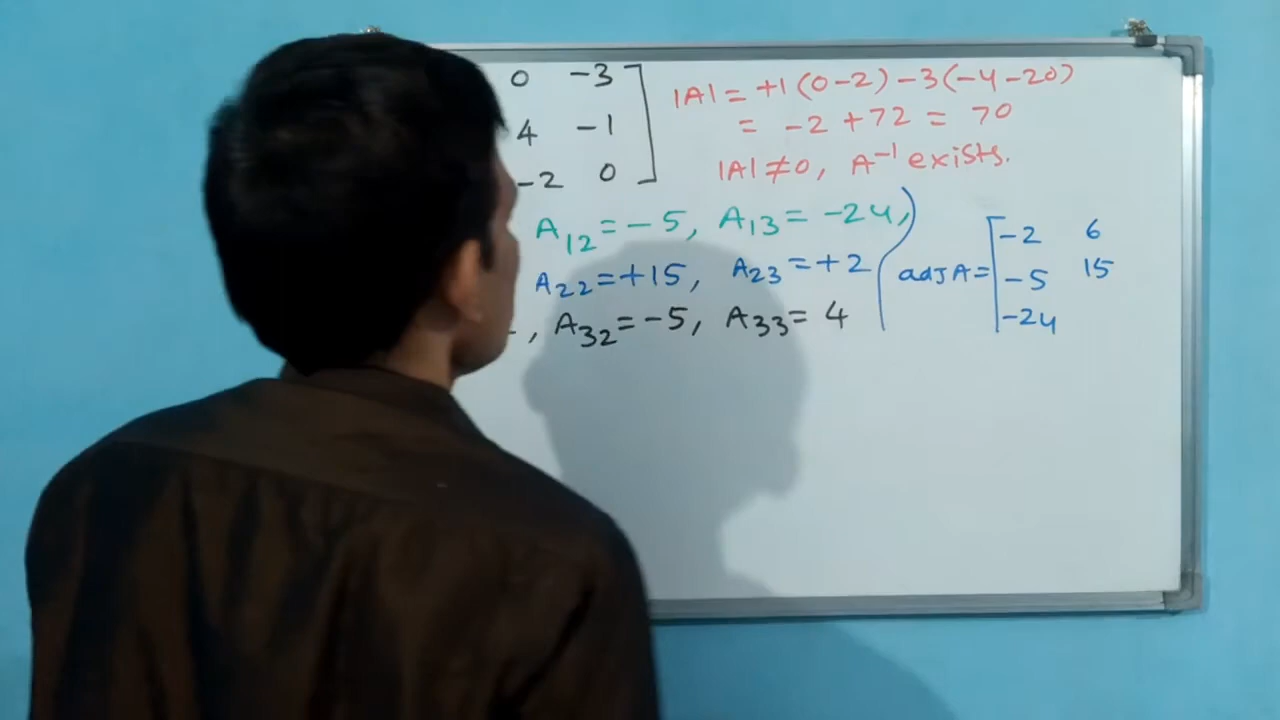 0 -3
4 -1
-2 0
|A| = +1(0-2)-3(-4-20)
= -2+72 = 70
|A| ≠ 0, A⁻¹ exists.
A₁₂ = -5, A₁₃ = -24,
A₂₂ = +15, A₂₃ = +2
, A₃₂ = -5, A₃₃ = 4
adj A = [ -2 6
-5 15
-24